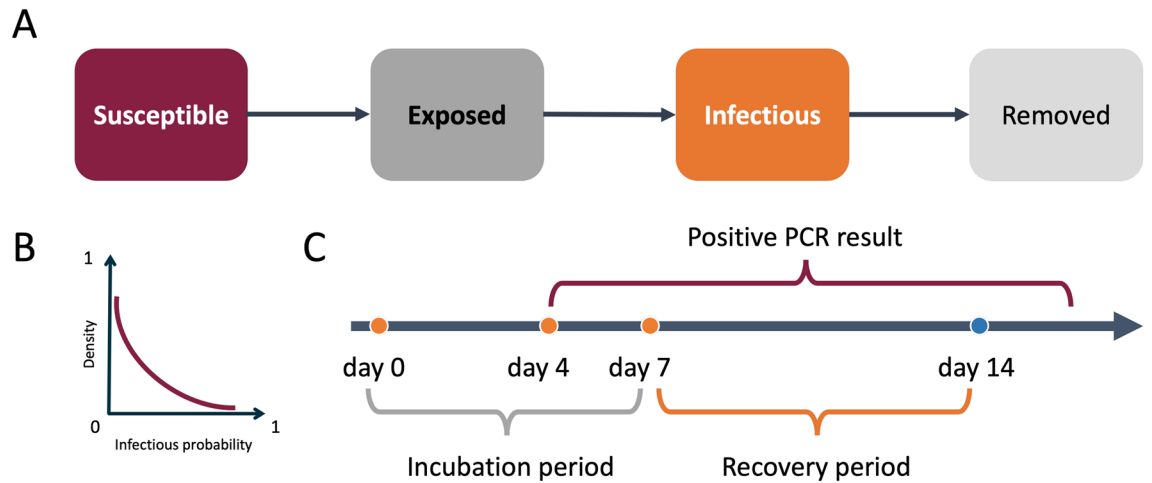 A
Susceptible
Exposed
Infectious
Removed
B
1
Density
0
1
Infectious probability
C
Positive PCR result
day 0
day 4
day 7
day 14
Incubation period
Recovery period